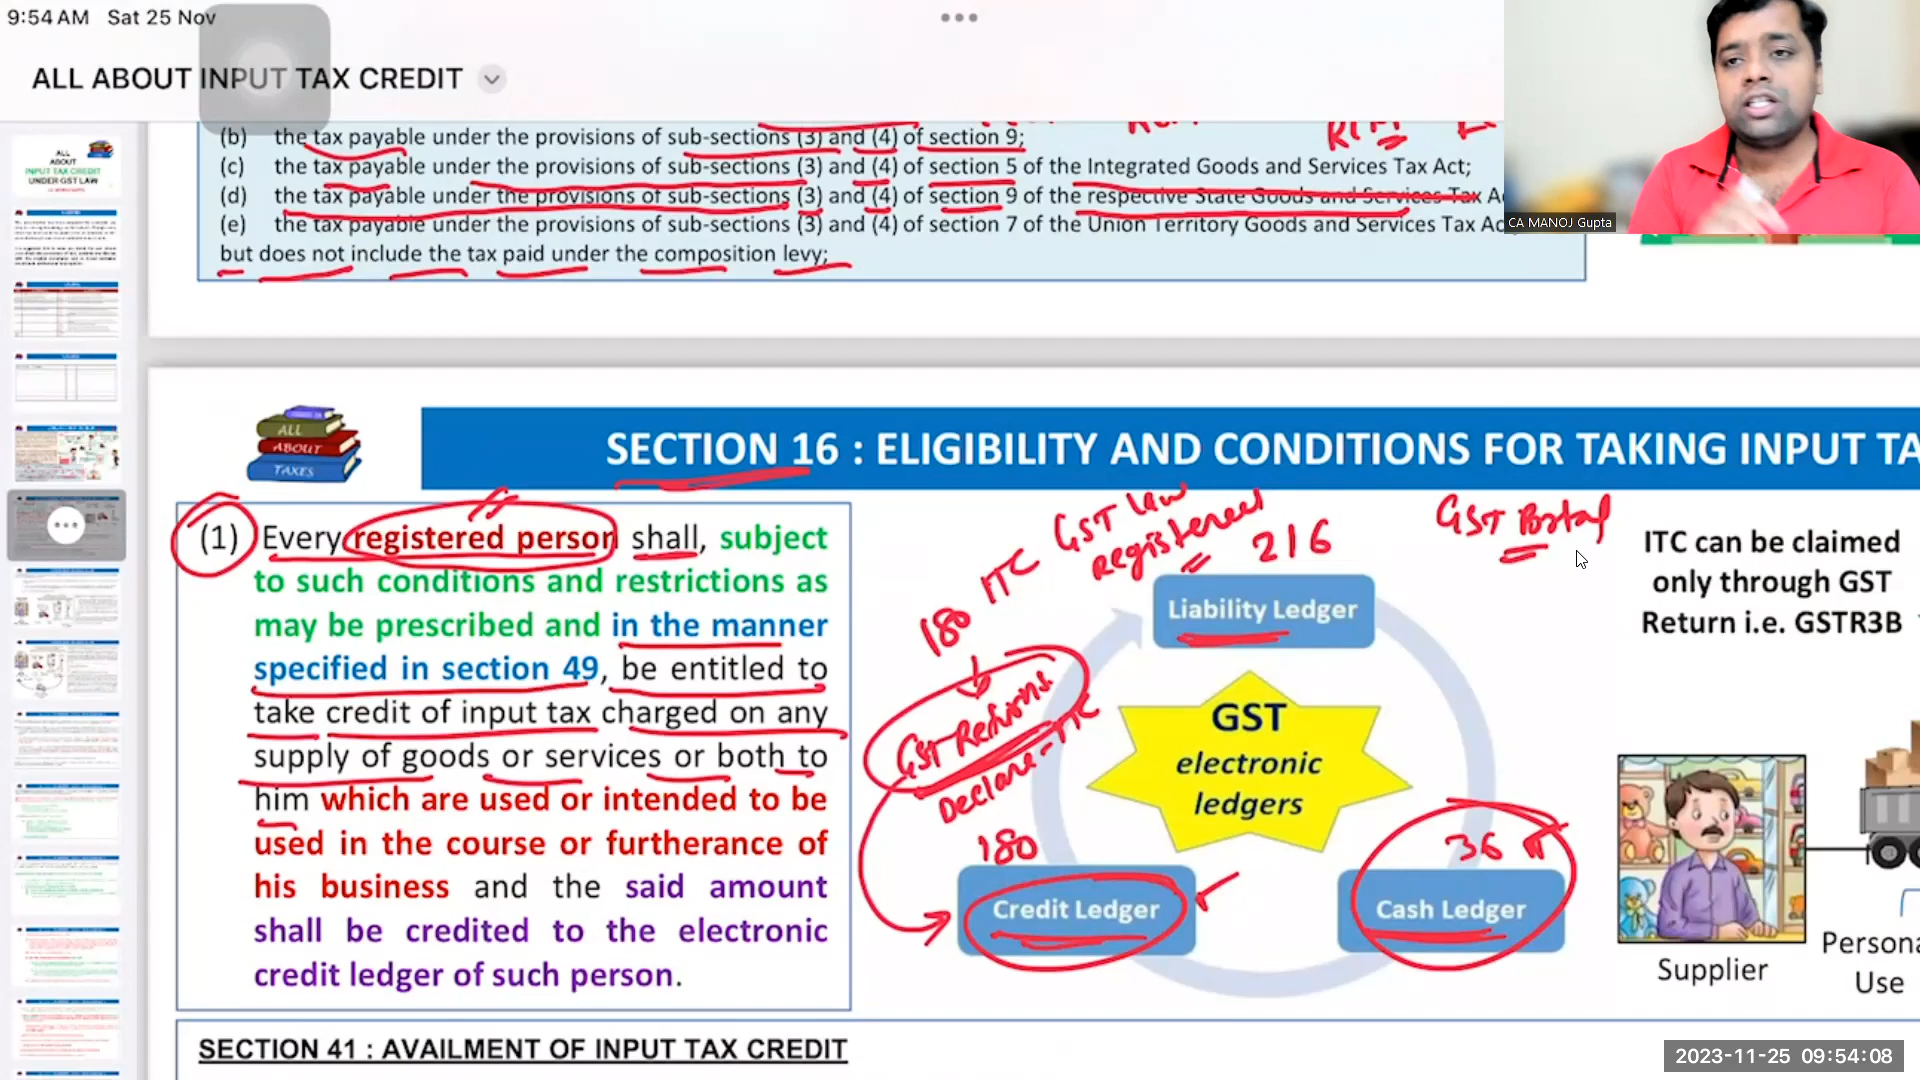 9:54 AM Sat 25 Nov
ALL ABOUT INPUT TAX CREDIT
CA MANOJ Gupta
(b) the tax payable under the provisions of sub-sections (3) and (4) of section 9;
(c) the tax payable under the provisions of sub-sections (3) and (4) of section 5 of the Integrated Goods and Services Tax Act;
(d) the tax payable under the provisions of sub-sections (3) and (4) of section 9 of the respective State Goods and Services Tax A
(e) the tax payable under the provisions of sub-sections (3) and (4) of section 7 of the Union Territory Goods and Services Tax Ac
but does not include the tax paid under the composition levy;
ALL
ABOUT
TAXES
SECTION 16 : ELIGIBILITY AND CONDITIONS FOR TAKING INPUT TA
(1) Every registered person shall, subject
to such conditions and restrictions as
may be prescribed and in the manner
specified in section 49, be entitled to
take credit of input tax charged on any
supply of goods or services or both to
him which are used or intended to be
used in the course or furtherance of
his business and the said amount
shall be credited to the electronic
credit ledger of such person.
GST law
registered
216
GST Portal
180 ITC
GST Returns
Declare-ITC
180
36
Liability Ledger
GST
electronic
ledgers
Credit Ledger
Cash Ledger
ITC can be claimed
only through GST
Return i.e. GSTR3B
Supplier
Persona
Use
SECTION 41 : AVAILMENT OF INPUT TAX CREDIT
2023-11-25 09:54:08
ALL
ABOUT
INPUT TAX CREDIT
UNDER GST LAW